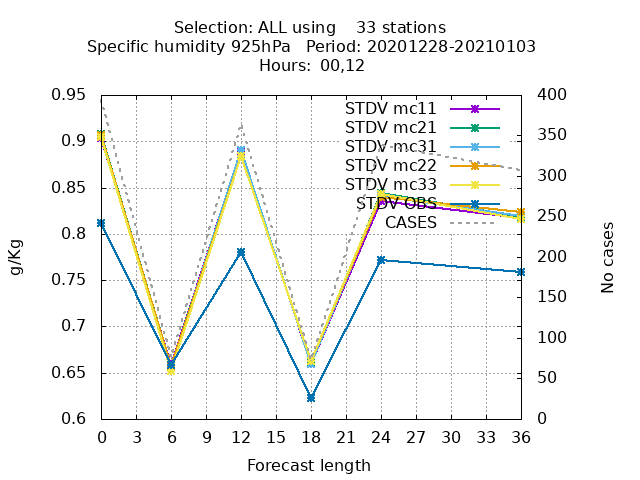 Selection: ALL using    33 stations
Specific humidity 925hPa   Period: 20201228-20210103
Hours:  00,12
0.95
0.9
0.85
0.8
0.75
0.7
0.65
0.6
400
350
300
250
200
150
100
50
0
STDV mc11
STDV mc21
STDV mc31
STDV mc22
STDV mc33
STDV OBS
CASES
g/Kg
No cases
0 3 6 9 12 15 18 21 24 27 30 33 36
Forecast length